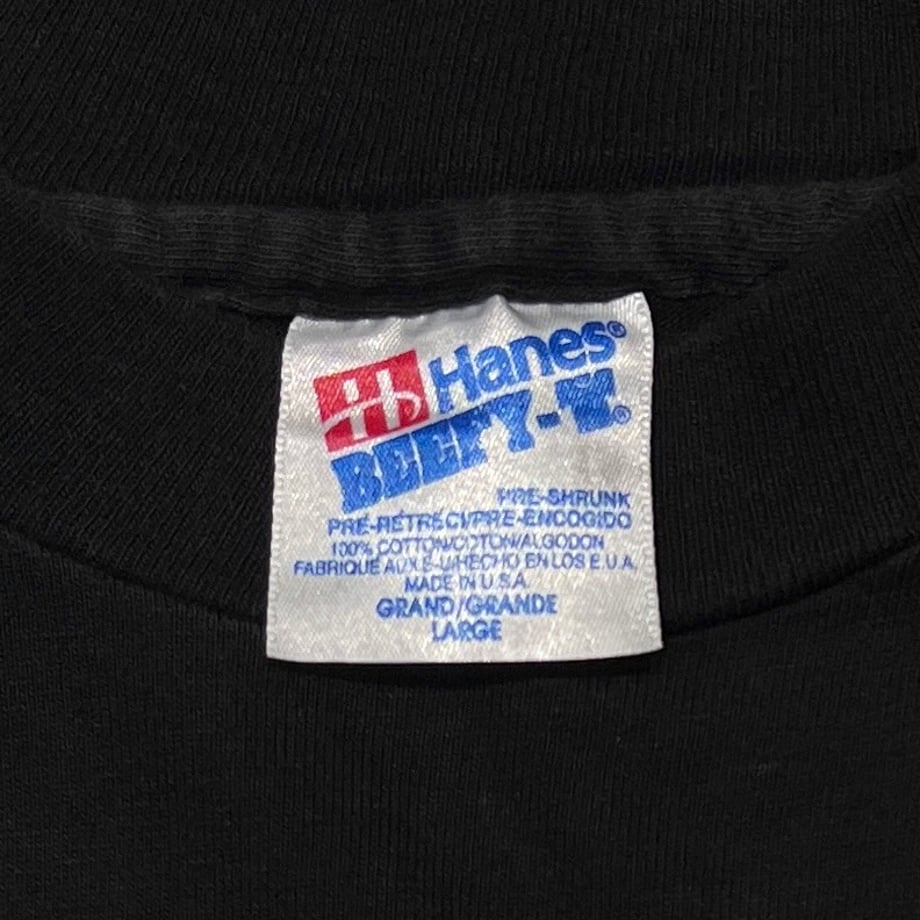 Hanes®
BEEFY-T®
PRE-SHRUNK
PRÉ-RÉTRÉCI/PRE-ENCOGIDO
100% COTTON/COTON/ALGODON
FABRIQUÉ AUX É-U/HECHO EN LOS E.U.A.
MADE IN U.S.A.
GRAND/GRANDE
LARGE